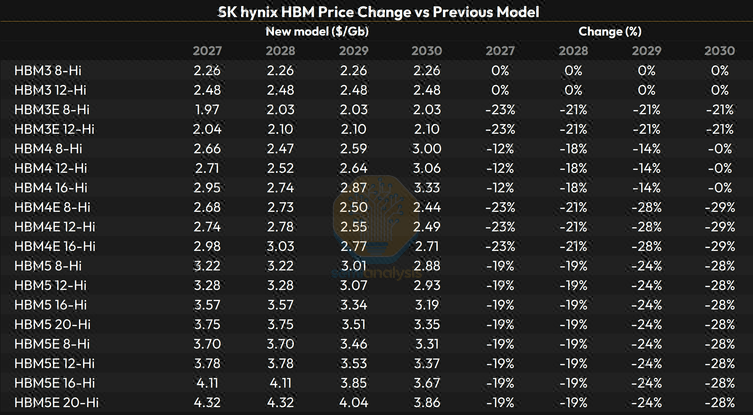 SK hynix HBM Price Change vs Previous Model
New model ($/Gb) Change (%)
2027 2028 2029 2030 2027 2028 2029 2030
HBM3 8-Hi 2.26 2.26 2.26 2.26 0% 0% 0% 0%
HBM3 12-Hi 2.48 2.48 2.48 2.48 0% 0% 0% 0%
HBM3E 8-Hi 1.97 2.03 2.03 2.03 -23% -21% -21% -21%
HBM3E 12-Hi 2.04 2.10 2.10 2.10 -23% -21% -21% -21%
HBM4 8-Hi 2.66 2.47 2.59 3.00 -12% -18% -14% -0%
HBM4 12-Hi 2.71 2.52 2.64 3.06 -12% -18% -14% -0%
HBM4 16-Hi 2.95 2.74 2.87 3.33 -12% -18% -14% -0%
HBM4E 8-Hi 2.68 2.73 2.50 2.44 -23% -21% -28% -29%
HBM4E 12-Hi 2.74 2.78 2.55 2.49 -23% -21% -28% -29%
HBM4E 16-Hi 2.98 3.03 2.77 2.71 -23% -21% -28% -29%
HBM5 8-Hi 3.22 3.22 3.01 2.88 -19% -19% -24% -28%
HBM5 12-Hi 3.28 3.28 3.07 2.93 -19% -19% -24% -28%
HBM5 16-Hi 3.57 3.57 3.34 3.19 -19% -19% -24% -28%
HBM5 20-Hi 3.75 3.75 3.51 3.35 -19% -19% -24% -28%
HBM5E 8-Hi 3.70 3.70 3.46 3.31 -19% -19% -24% -28%
HBM5E 12-Hi 3.78 3.78 3.53 3.37 -19% -19% -24% -28%
HBM5E 16-Hi 4.11 4.11 3.85 3.67 -19% -19% -24% -28%
HBM5E 20-Hi 4.32 4.32 4.04 3.86 -19% -19% -24% -28%